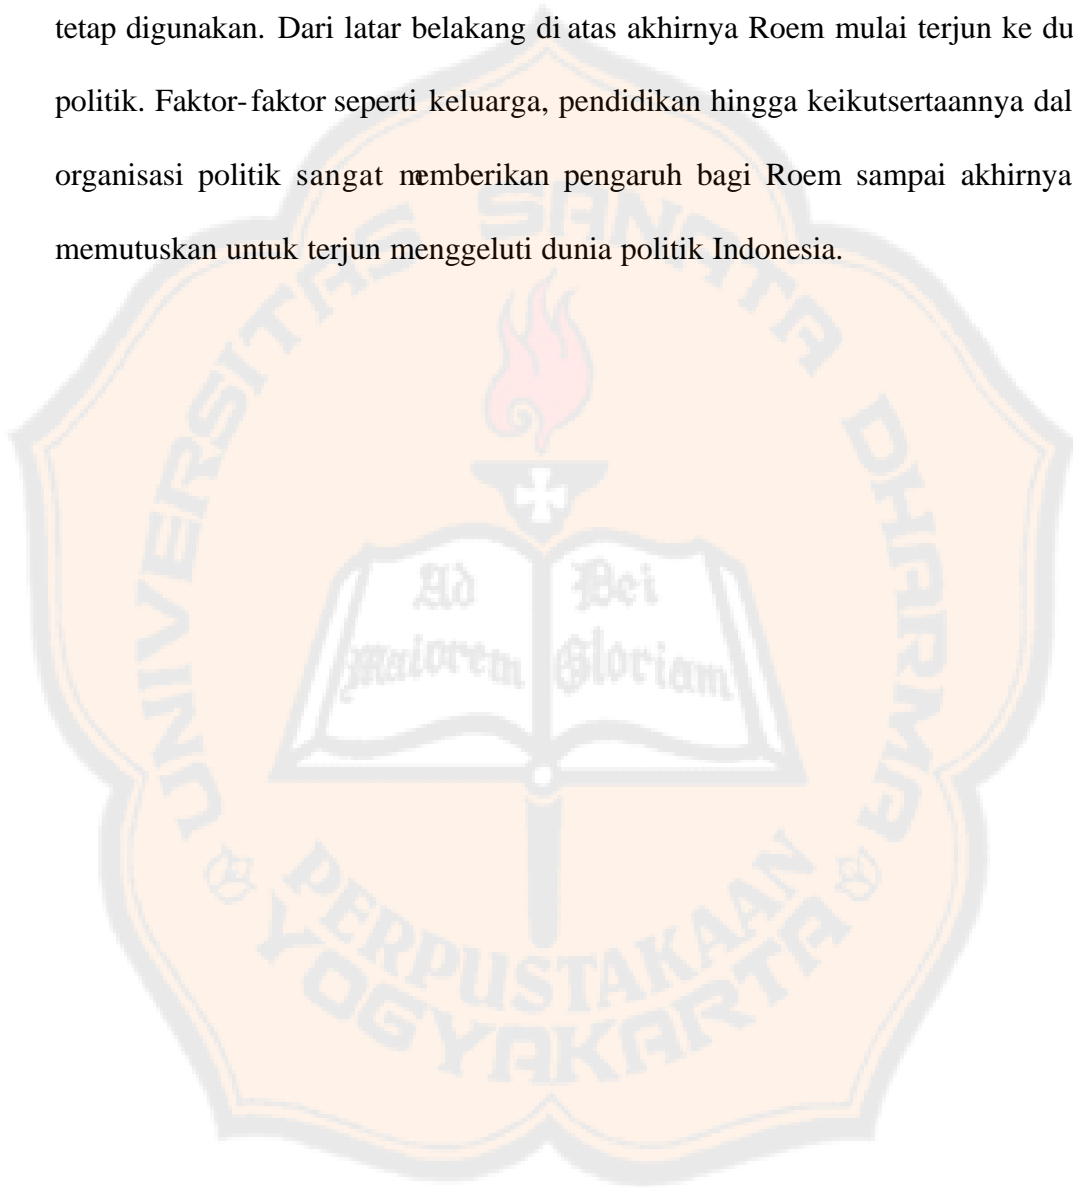 tetap digunakan. Dari latar belakang di atas akhirnya Roem mulai terjun ke du
politik. Faktor-faktor seperti keluarga, pendidikan hingga keikutsertaannya dal
organisasi politik sangat memberikan pengaruh bagi Roem sampai akhirnya
memutuskan untuk terjun menggeluti dunia politik Indonesia.
UNIVERSITAS SANATA DHARMA
Ad Dei
Maiorem Gloriam
PERPUSTAKAAN
YOGYAKARTA